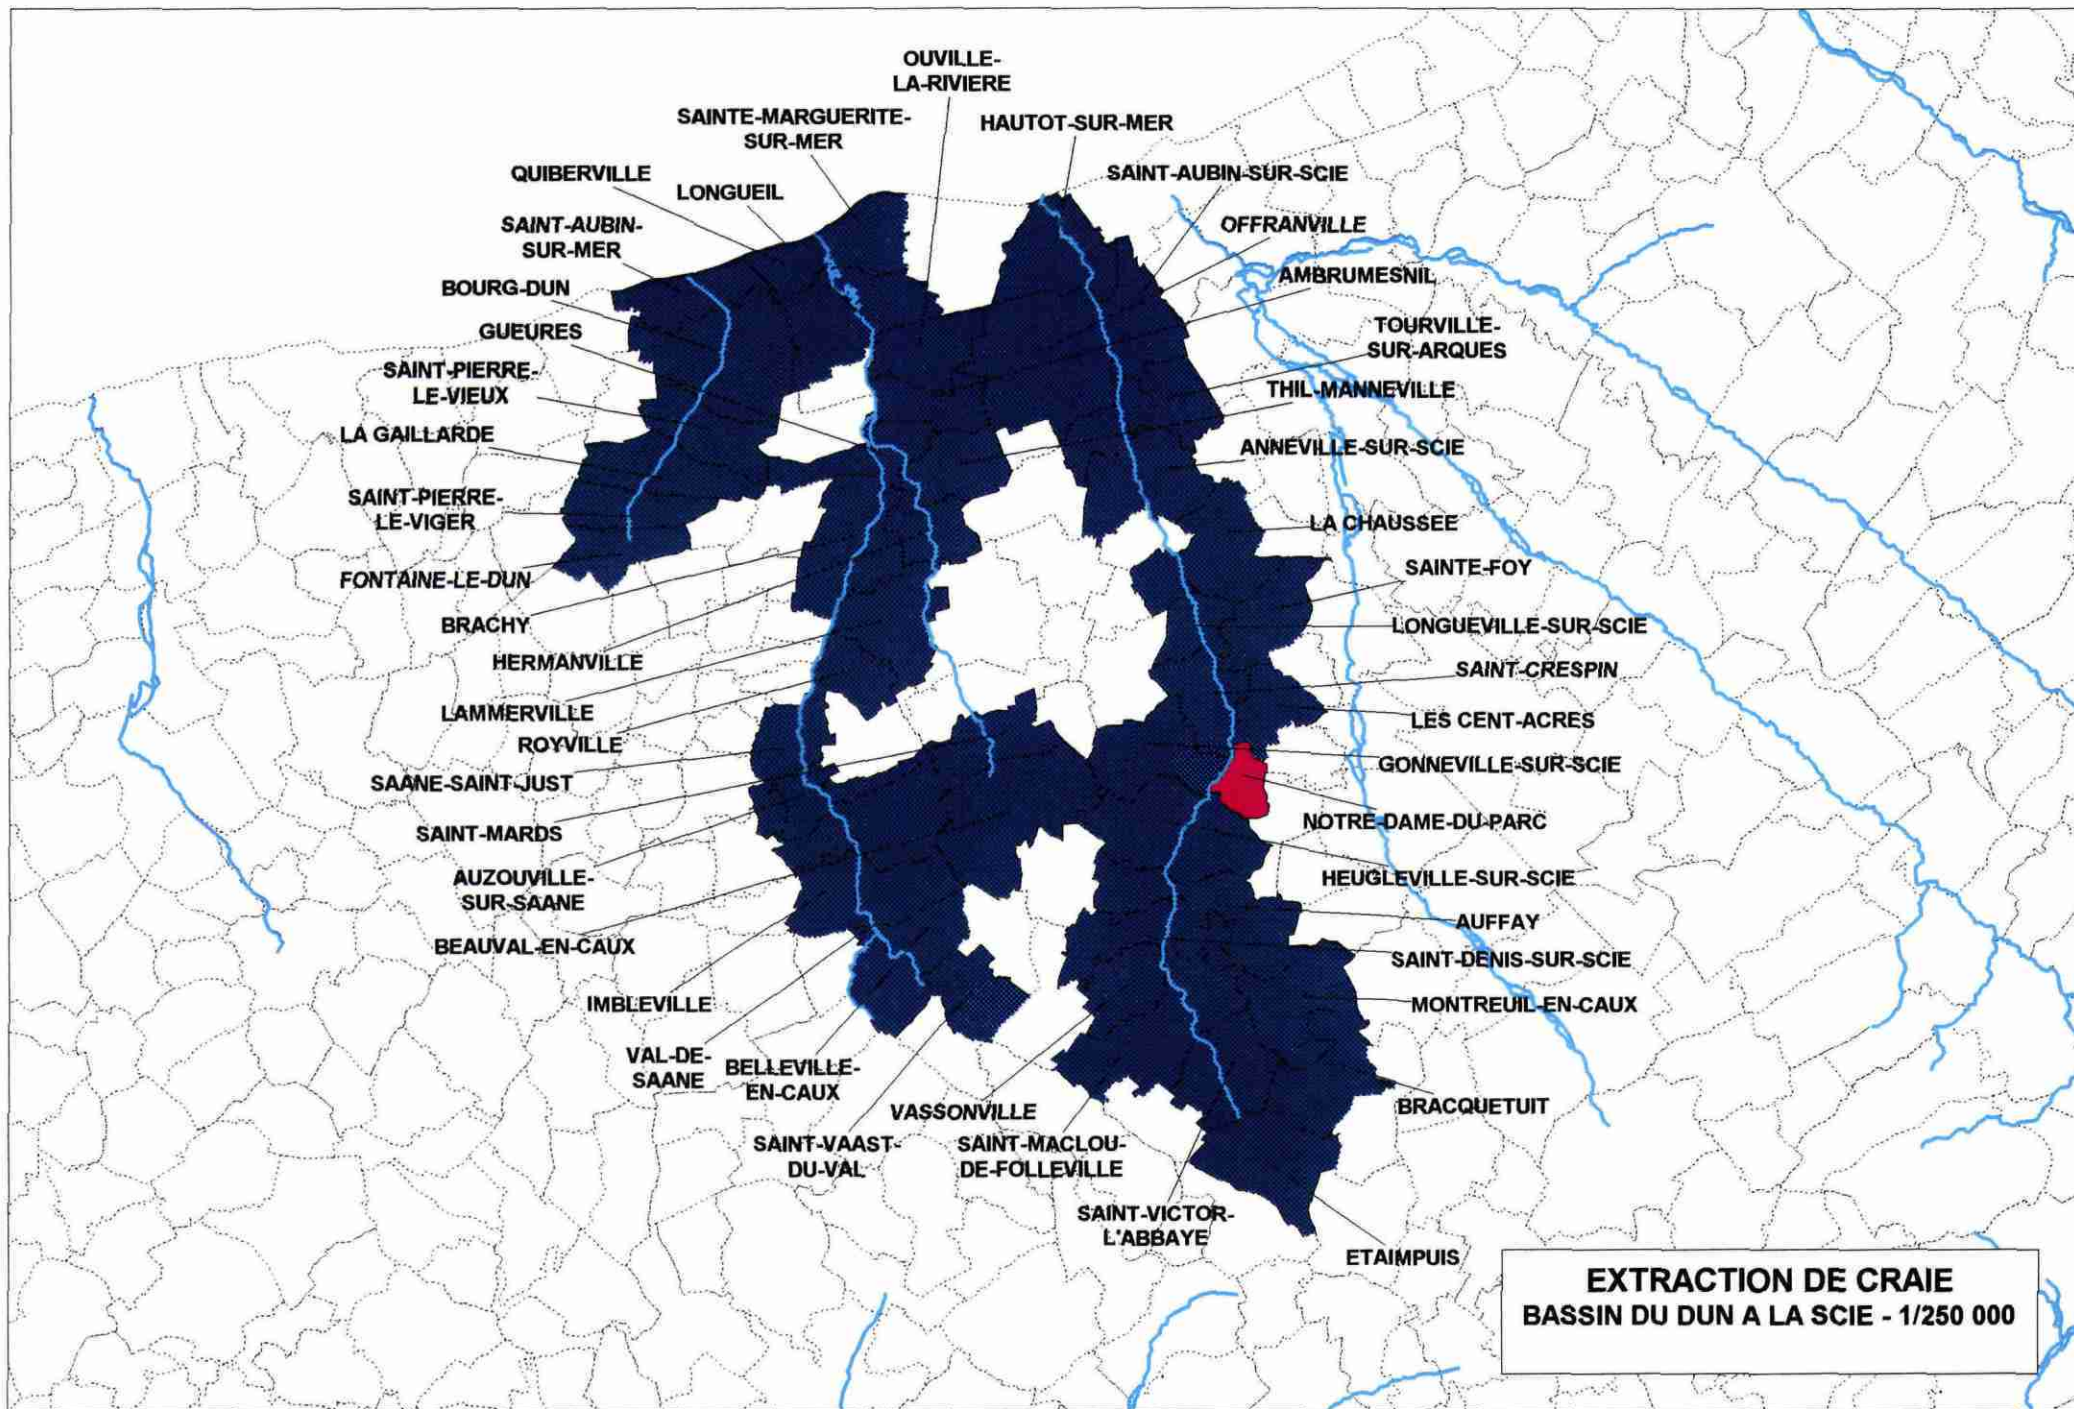 OUVILLE-
LA-RIVIERE
SAINTE-MARGUERITE-
SUR-MER
HAUTOT-SUR-MER
QUIBERVILLE
LONGUEIL
SAINT-AUBIN-SUR-SCIE
SAINT-AUBIN-
SUR-MER
OFFRANVILLE
BOURG-DUN
AMBRUMESNIL
GUEURES
TOURVILLE-
SUR-ARQUES
SAINT-PIERRE-
LE-VIEUX
THIL-MANNEVILLE
LA GAILLARDE
ANNEVILLE-SUR-SCIE
SAINT-PIERRE-
LE-VIGER
LA CHAUSSEE
FONTAINE-LE-DUN
SAINTE-FOY
BRACHY
LONGUEVILLE-SUR-SCIE
HERMANVILLE
SAINT-CRESPIN
LAMMERVILLE
LES CENT-ACRES
ROYVILLE
GONNEVILLE-SUR-SCIE
SAANE-SAINT-JUST
NOTRE-DAME-DU-PARC
SAINT-MARDS
HEUGLEVILLE-SUR-SCIE
AUZOUVILLE-
SUR-SAANE
AUFFAY
BEAUVAL-EN-CAUX
SAINT-DENIS-SUR-SCIE
IMBLEVILLE
MONTREUIL-EN-CAUX
VAL-DE-
SAANE
BELLEVILLE-
EN-CAUX
VASSONVILLE
BRACQUETUIT
SAINT-VAAST-
DU-VAL
SAINT-MACLOU-
DE-FOLLEVILLE
SAINT-VICTOR-
L'ABBAYE
ETAIMPUIS
EXTRACTION DE CRAIE
BASSIN DU DUN A LA SCIE - 1/250 000